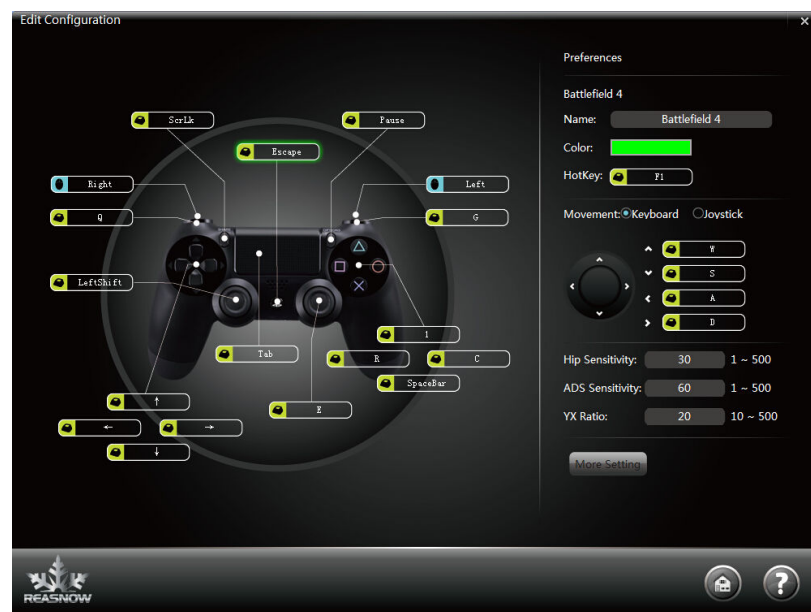 Edit Configuration
×
Preferences
Battlefield 4
Name: Battlefield 4
Color:
HotKey: F1
Movement: Keyboard Joystick
W
S
A
D
Hip Sensitivity: 30 1 ~ 500
ADS Sensitivity: 60 1 ~ 500
YX Ratio: 20 10 ~ 500
More Setting
ScrLk
Pause
Escape
Right
Left
Q
G
LeftShift
1
Tab
R
C
SpaceBar
E
↑
← →
↓
REASNOW
?